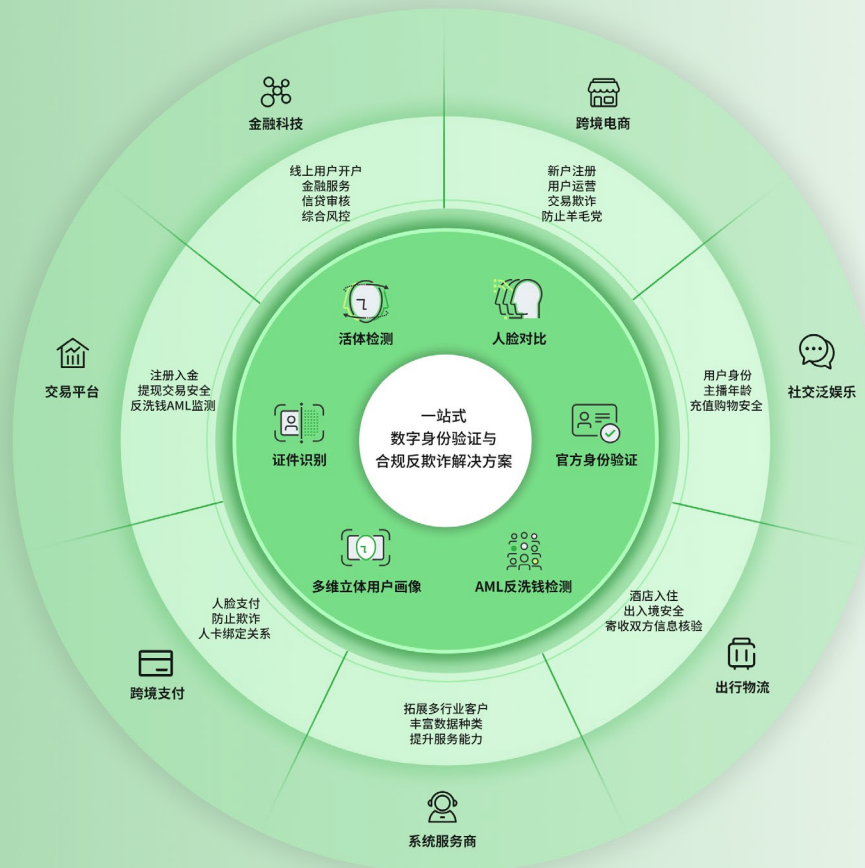 金融科技
跨境电商
线上用户开户
金融服务
信贷审核
综合风控
新户注册
用户运营
交易欺诈
防止羊毛党
活体检测
人脸对比
交易平台
注册入金
提现交易安全
反洗钱AML监测
用户身份
主播年龄
充值购物安全
社交泛娱乐
一站式
数字身份验证与
合规反欺诈解决方案
证件识别
官方身份验证
多维立体用户画像
AML反洗钱检测
人脸支付
防止欺诈
人卡绑定关系
酒店入住
出入境安全
寄收双方信息核验
跨境支付
出行物流
拓展多行业客户
丰富数据种类
提升服务能力
系统服务商